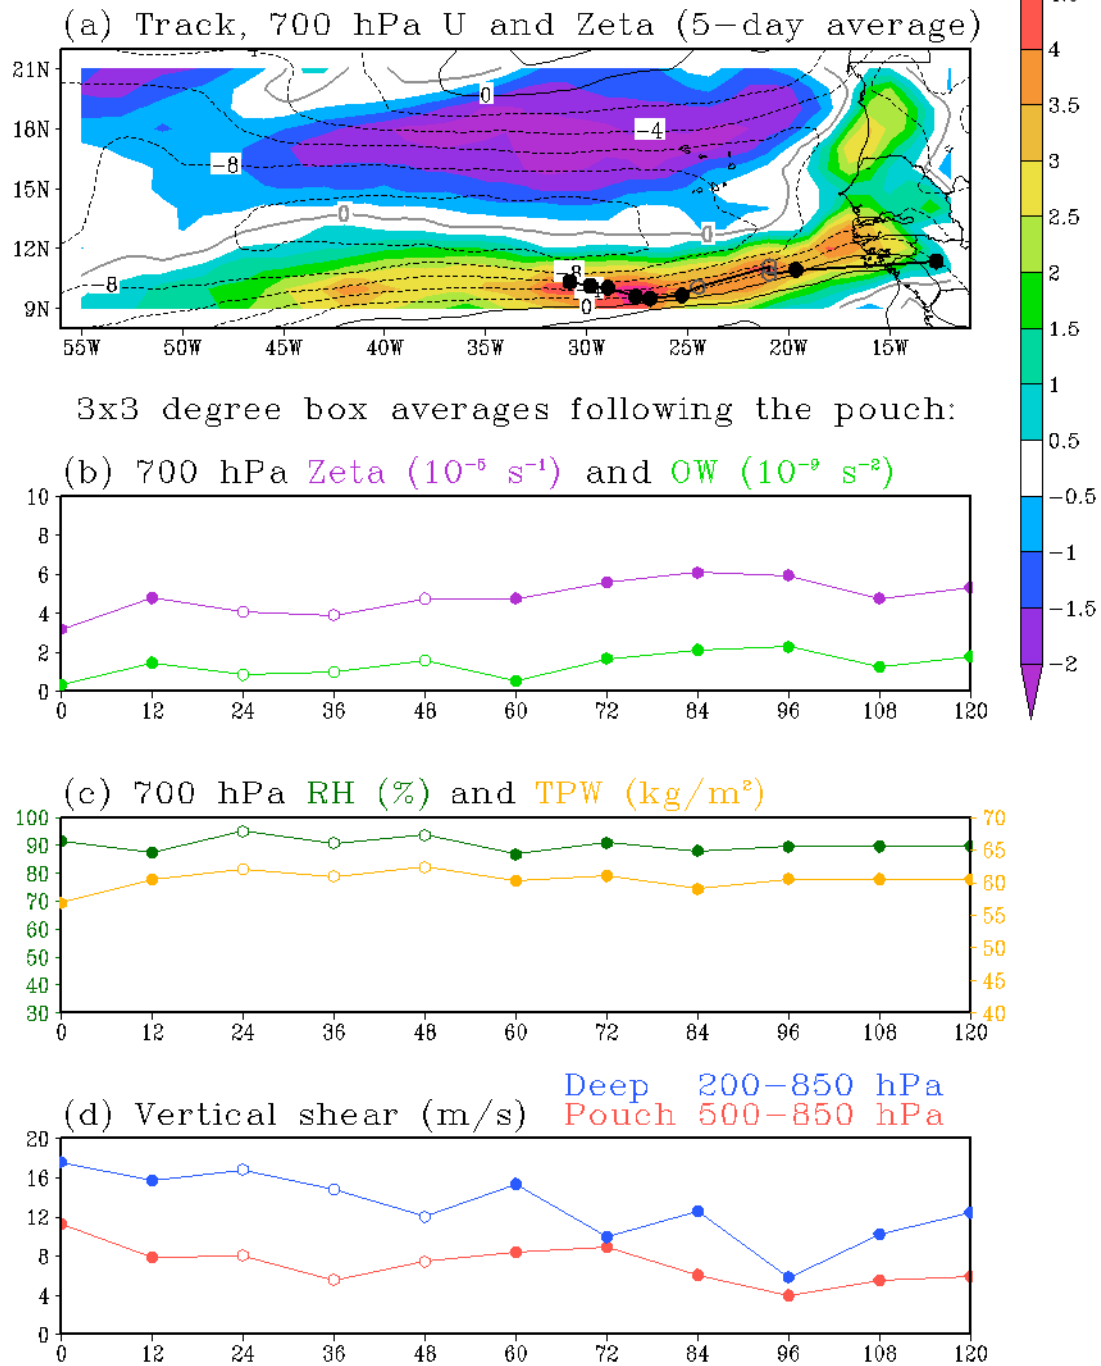 (a) Track, 700 hPa U and Zeta (5-day average)
21N
18N
15N
12N
9N
0
-4
-8
0
0
-8
-8
0
55W 50W 45W 40W 35W 30W 25W 20W 15W
4
3.5
3
2.5
2
1.5
1
0.5
-0.5
-1
-1.5
-2
3x3 degree box averages following the pouch:
(b) 700 hPa Zeta (10⁻⁵ s⁻¹) and OW (10⁻⁹ s⁻²)
10
8
6
4
2
0
0 12 24 36 48 60 72 84 96 108 120
(c) 700 hPa RH (%) and TPW (kg/m²)
100 70
90 65
80 60
70 55
60 50
50 45
40 40
30
0 12 24 36 48 60 72 84 96 108 120
Deep 200-850 hPa
(d) Vertical shear (m/s) Pouch 500-850 hPa
20
16
12
8
4
0
0 12 24 36 48 60 72 84 96 108 120